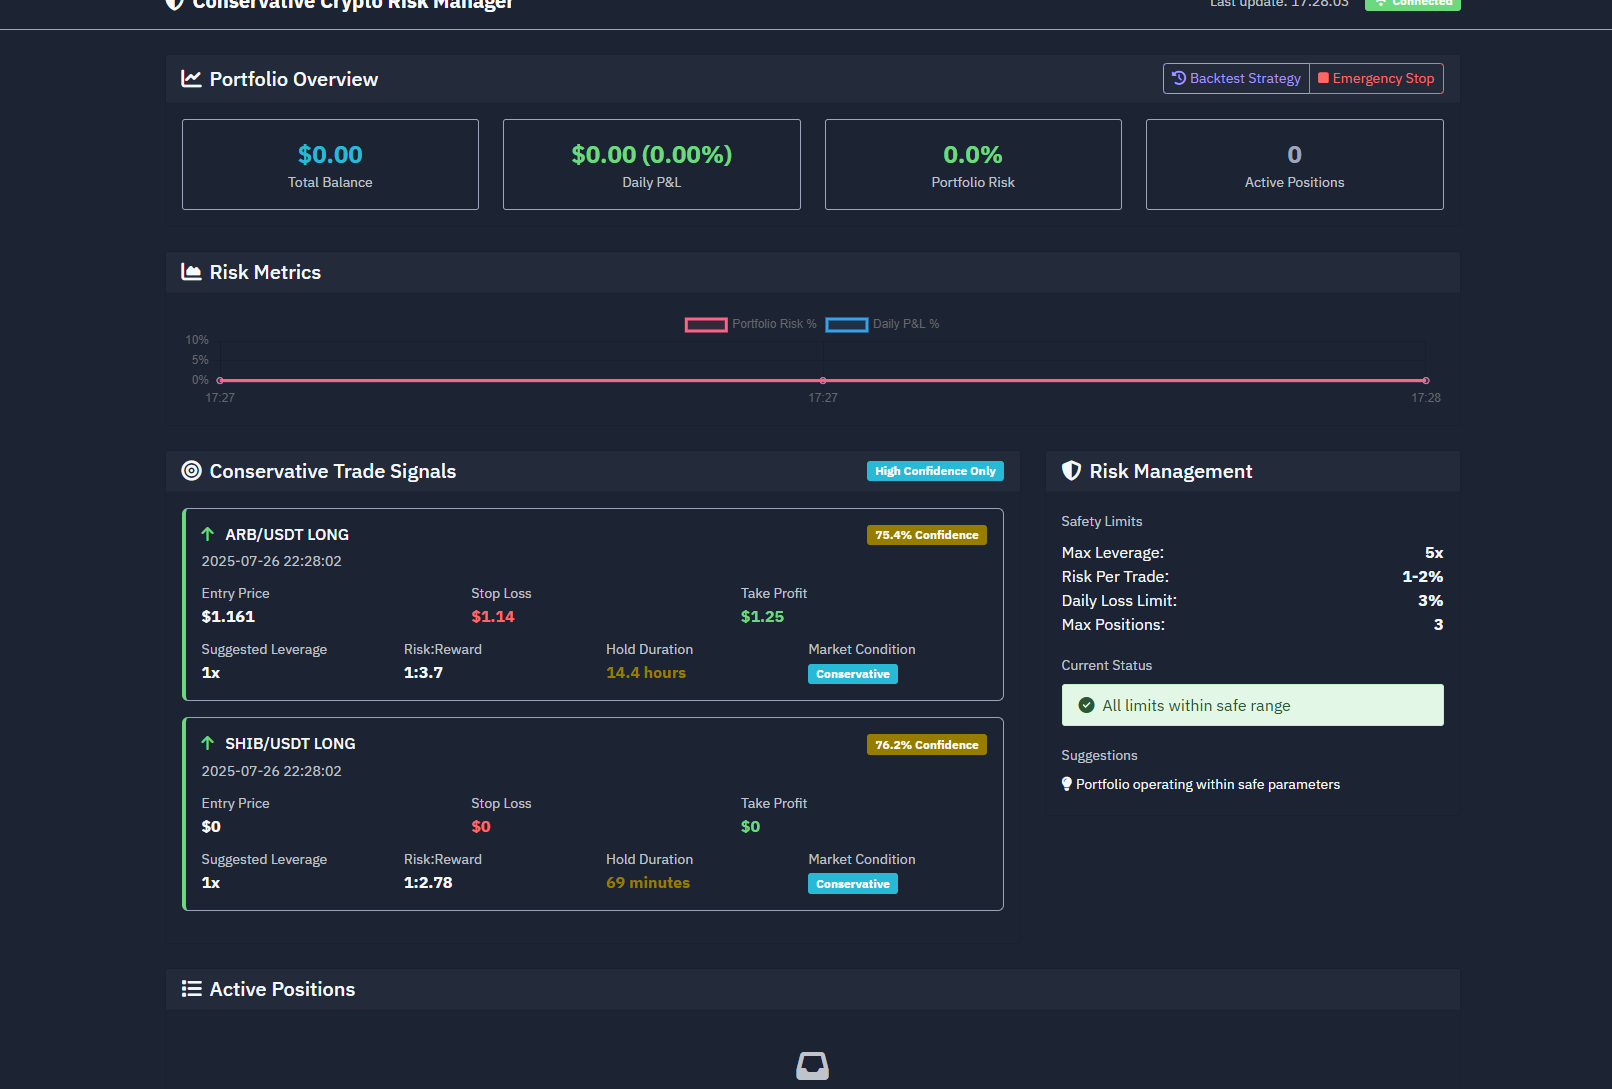 Conservative Crypto Risk Manager
Last update: 17:28:03
Connected
Portfolio Overview
Backtest Strategy
Emergency Stop
$0.00
Total Balance
$0.00 (0.00%)
Daily P&L
0.0%
Portfolio Risk
0
Active Positions
Risk Metrics
Portfolio Risk %
Daily P&L %
10%
5%
0%
17:27
17:27
17:28
Conservative Trade Signals
High Confidence Only
ARB/USDT LONG
75.4% Confidence
2025-07-26 22:28:02
Entry Price
Stop Loss
Take Profit
$1.161
$1.14
$1.25
Suggested Leverage
Risk:Reward
Hold Duration
Market Condition
1x
1:3.7
14.4 hours
Conservative
SHIB/USDT LONG
76.2% Confidence
2025-07-26 22:28:02
Entry Price
Stop Loss
Take Profit
$0
$0
$0
Suggested Leverage
Risk:Reward
Hold Duration
Market Condition
1x
1:2.78
69 minutes
Conservative
Risk Management
Safety Limits
Max Leverage:
5x
Risk Per Trade:
1-2%
Daily Loss Limit:
3%
Max Positions:
3
Current Status
All limits within safe range
Suggestions
Portfolio operating within safe parameters
Active Positions